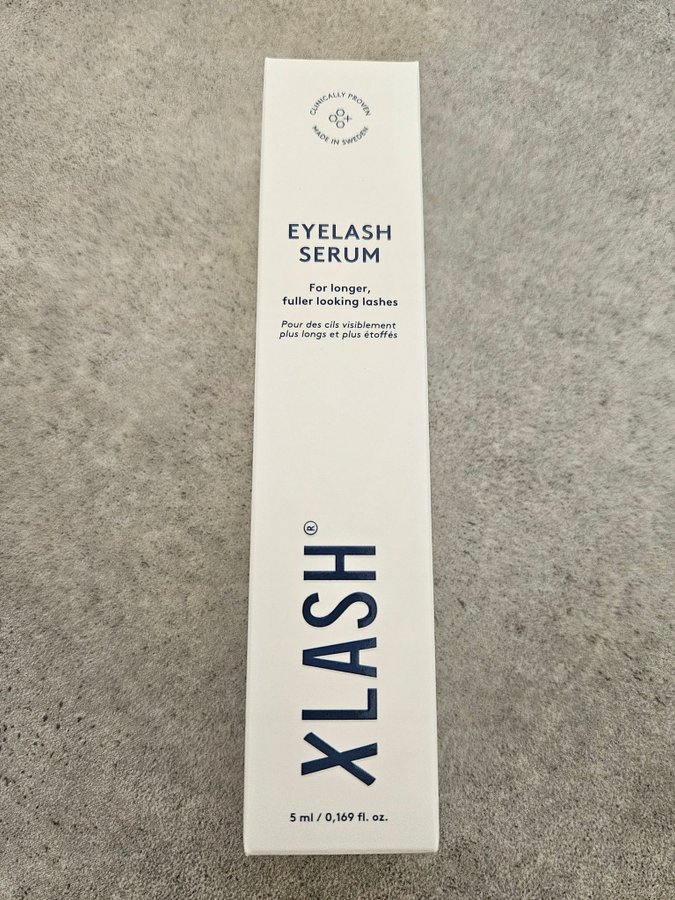 CLINICALLY PROVEN
MADE IN SWEDEN
EYELASH
SERUM
For longer,
fuller looking lashes
Pour des cils visiblement
plus longs et plus étoffés
XLASH®
5 ml / 0,169 fl. oz.